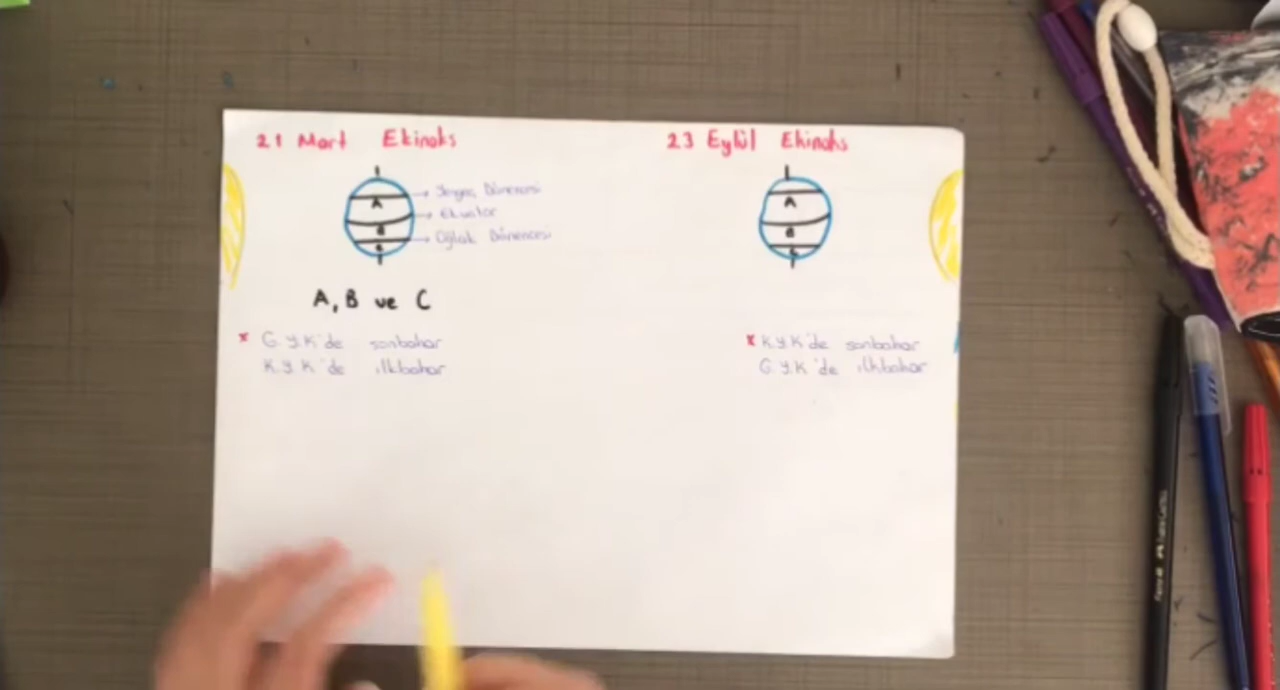 21 Mart Ekinoks
Yengeç Dönencesi
A
Ekvator
B
Oğlak Dönencesi
C
A, B ve C
* G.Y.K'de sonbahar
K.Y.K'de ilkbahar
23 Eylül Ekinoks
A
B
C
* K.Y.K'de sonbahar
G.Y.K'de ilkbahar